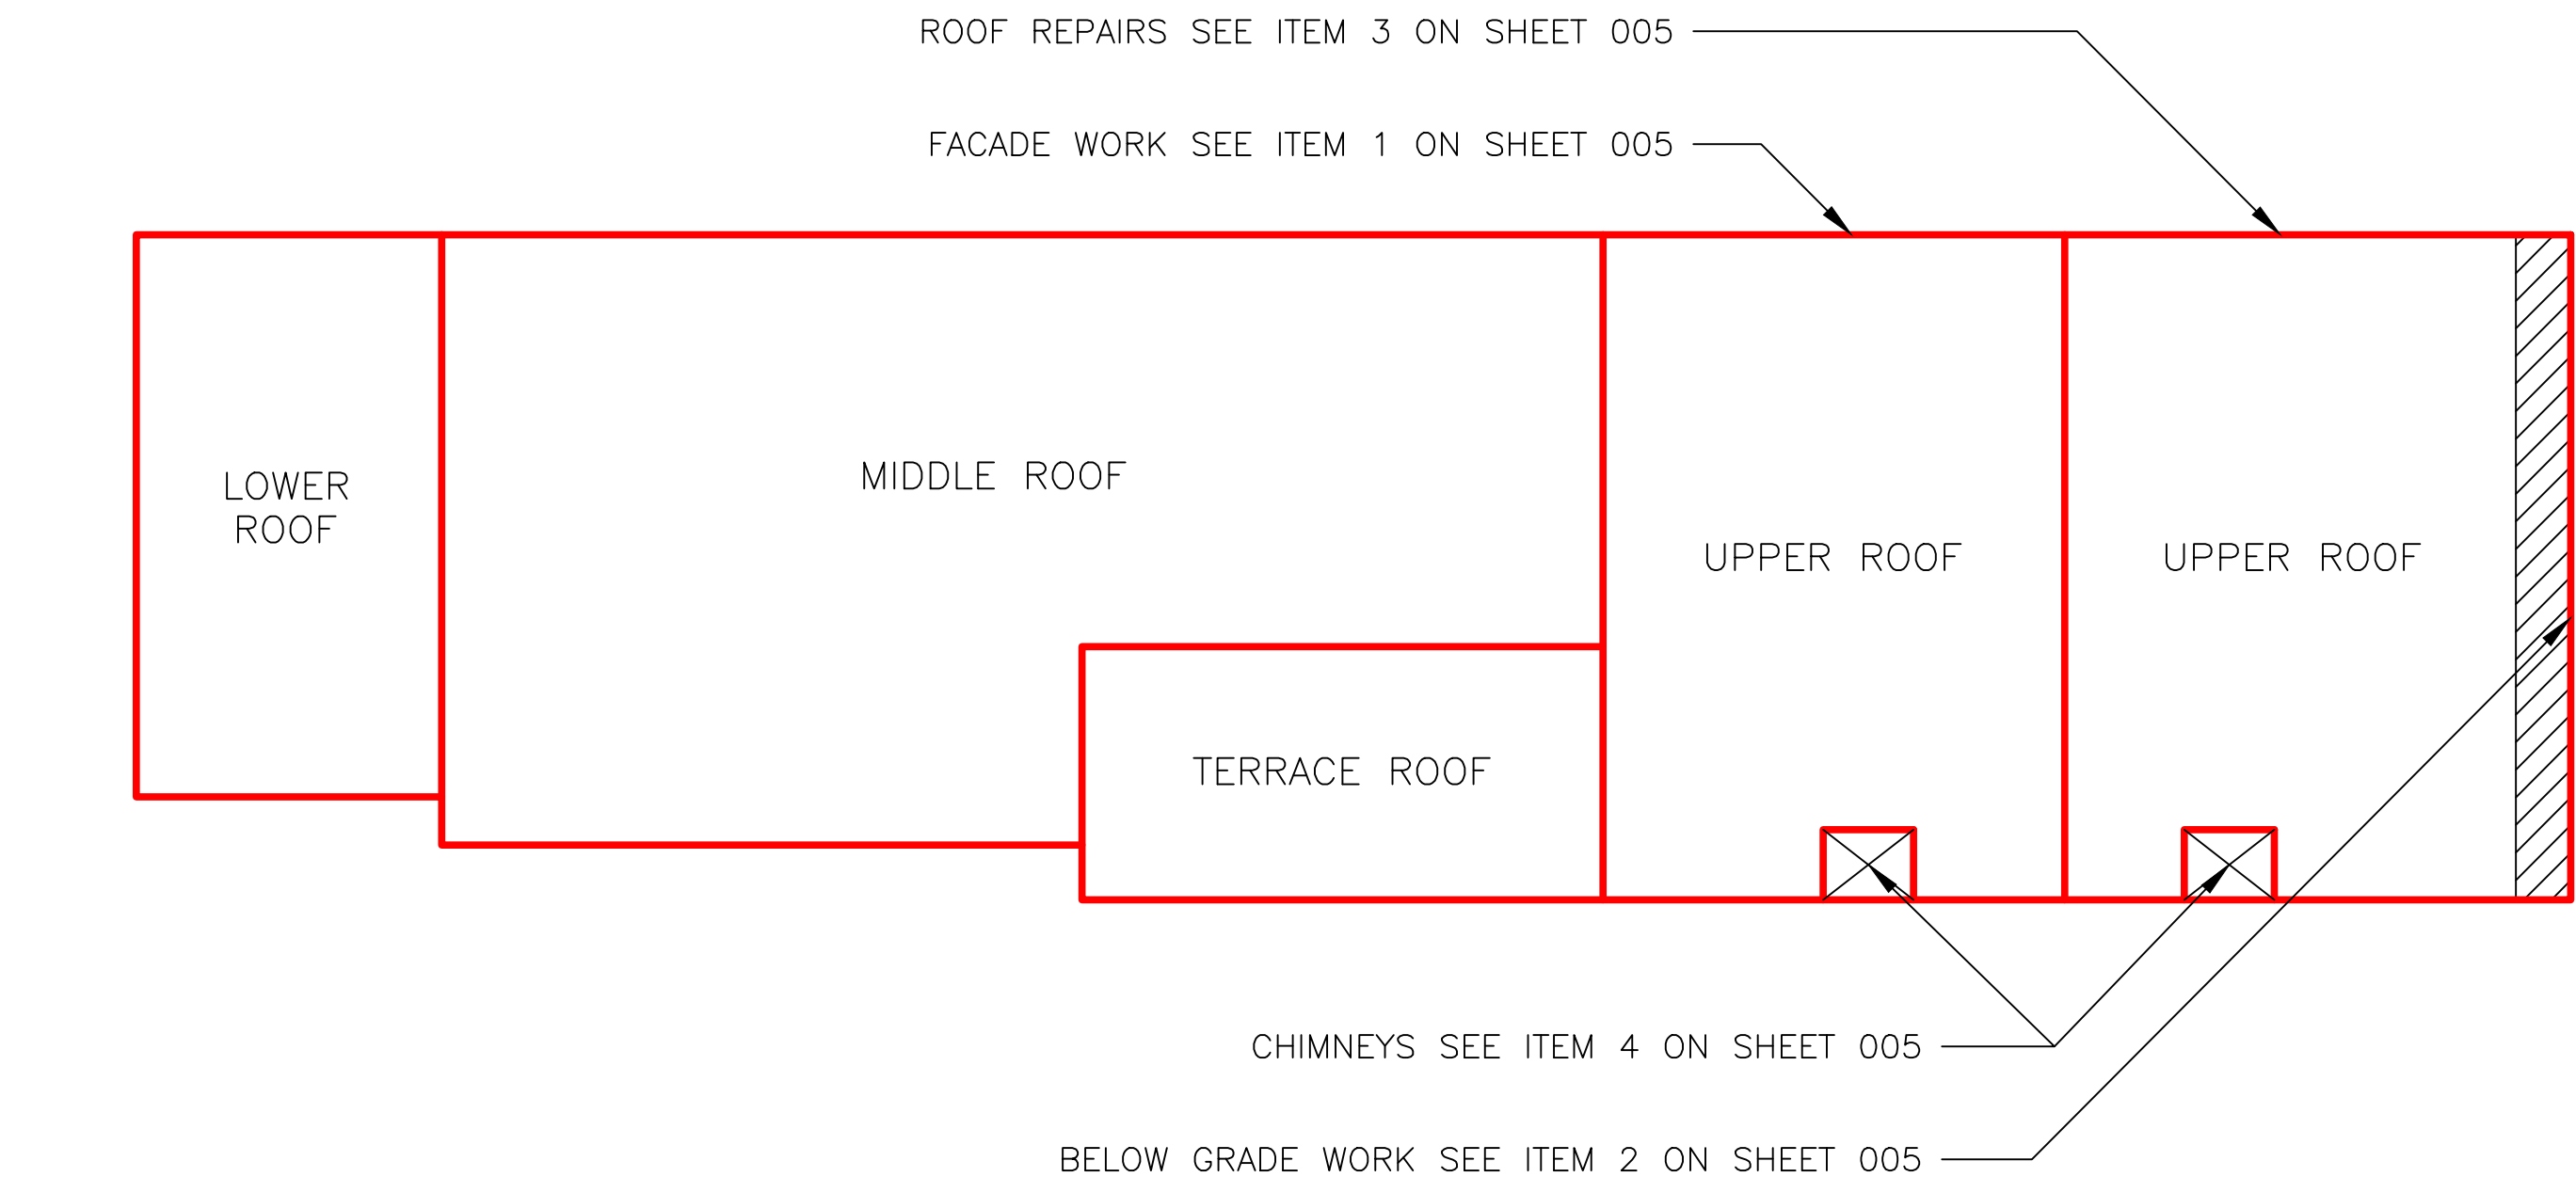 ROOF REPAIRS SEE ITEM 3 ON SHEET 005
FACADE WORK SEE ITEM 1 ON SHEET 005
LOWER
ROOF
MIDDLE ROOF
UPPER ROOF
UPPER ROOF
TERRACE ROOF
CHIMNEYS SEE ITEM 4 ON SHEET 005
BELOW GRADE WORK SEE ITEM 2 ON SHEET 005